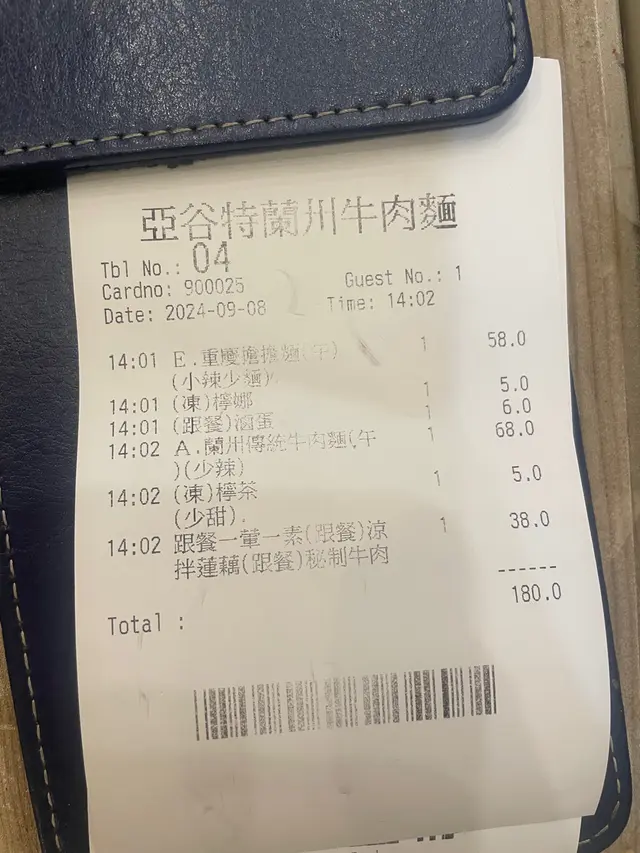 亞谷特蘭州牛肉麵
Tbl No.: 04
Cardno: 900025 Guest No.: 1
Date: 2024-09-08 Time: 14:02
14:01 E.重慶擔擔麵(午) 1 58.0
(小辣少麵)
14:01 (凍)檸娜 1 5.0
14:01 (跟餐)滷蛋 1 6.0
14:02 A.蘭州傳統牛肉麵(午 1 68.0
)(少辣)
14:02 (凍)檸茶 1 5.0
(少甜).
14:02 跟餐一葷一素(跟餐)涼 1 38.0
拌蓮藕(跟餐)秘制牛肉
------
Total : 180.0